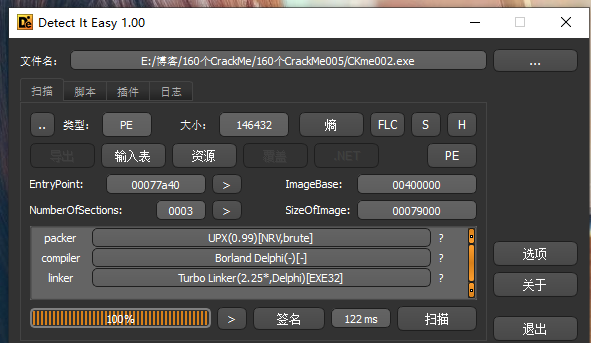 Detect It Easy 1.00
文件名: E:/博客/160个CrackMe/160个CrackMe005/CKme002.exe ...
扫描 脚本 插件 日志
.. 类型: PE 大小: 146432 熵 FLC S H
导出 输入表 资源 覆盖 .NET PE
EntryPoint: 00077a40 > ImageBase: 00400000
NumberOfSections: 0003 > SizeOfImage: 00079000
packer UPX(0.99)[NRV,brute] ?
compiler Borland Delphi(-)[-] ?
linker Turbo Linker(2.25*,Delphi)[EXE32] ?
选项
关于
100% > 签名 122 ms 扫描
退出